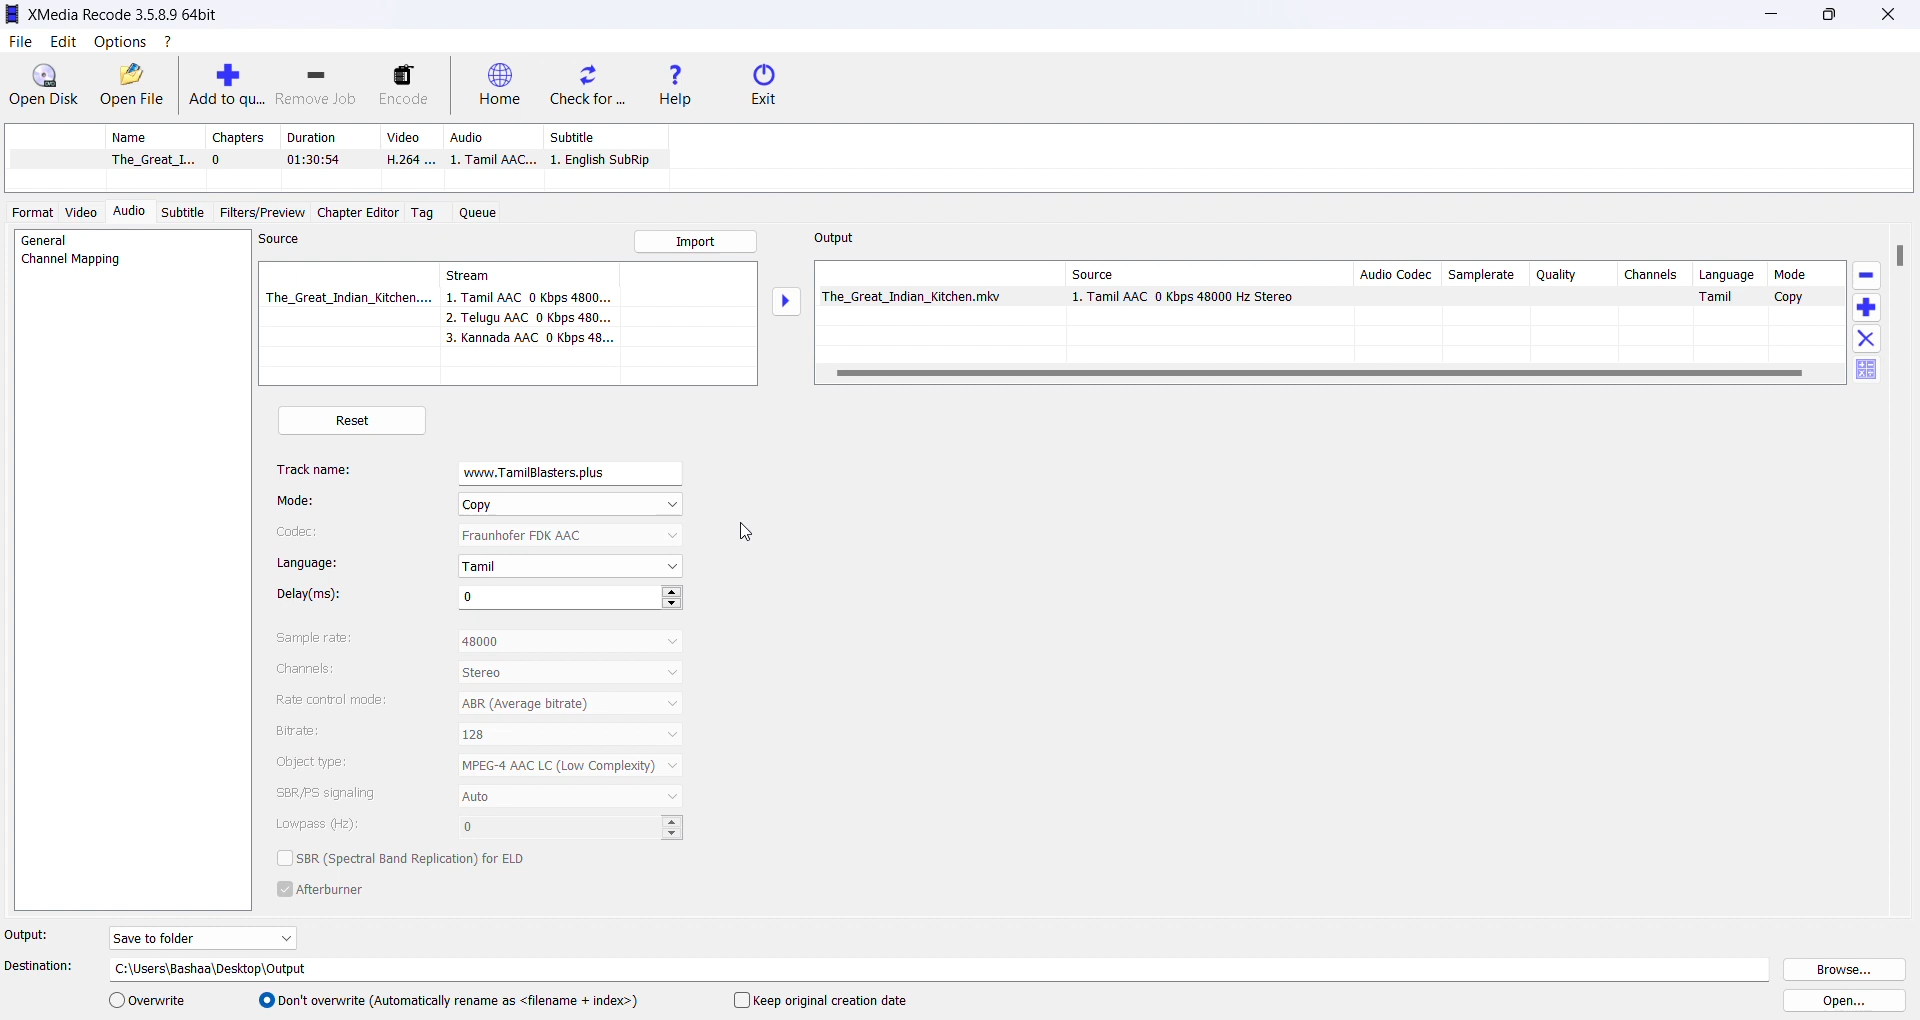 XMedia Recode 3.5.8.9 64bit
File Edit Options ?
Open Disk Open File Add to qu... Remove Job Encode Home Check for ... Help Exit
Name Chapters Duration Video Audio Subtitle
The_Great_I... 0 01:30:54 H.264 ... 1. Tamil AAC... 1. English SubRip
Format Video Audio Subtitle Filters/Preview Chapter Editor Tag Queue
General
Channel Mapping
Source Import
Stream
The_Great_Indian_Kitchen.... 1. Tamil AAC 0 Kbps 4800...
2. Telugu AAC 0 Kbps 480...
3. Kannada AAC 0 Kbps 48...
Output
Source Audio Codec Samplerate Quality Channels Language Mode
The_Great_Indian_Kitchen.mkv 1. Tamil AAC 0 Kbps 48000 Hz Stereo Tamil Copy
Reset
Track name: www.TamilBlasters.plus
Mode: Copy
Codec: Fraunhofer FDK AAC
Language: Tamil
Delay(ms): 0
Sample rate: 48000
Channels: Stereo
Rate control mode: ABR (Average bitrate)
Bitrate: 128
Object type: MPEG-4 AAC LC (Low Complexity)
SBR/PS signaling Auto
Lowpass (Hz): 0
SBR (Spectral Band Replication) for ELD
Afterburner
Output: Save to folder
Destination: C:\Users\Bashaa\Desktop\Output Browse...
Overwrite Don't overwrite (Automatically rename as <filename + index>) Keep original creation date Open...